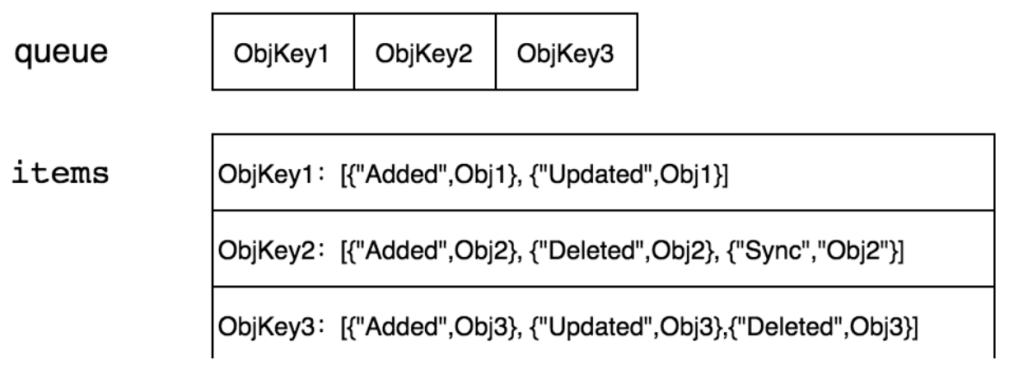 queue ObjKey1 ObjKey2 ObjKey3
items
ObjKey1: [{"Added",Obj1}, {"Updated",Obj1}]
ObjKey2: [{"Added",Obj2}, {"Deleted",Obj2}, {"Sync","Obj2"}]
ObjKey3: [{"Added",Obj3}, {"Updated",Obj3},{"Deleted",Obj3}]